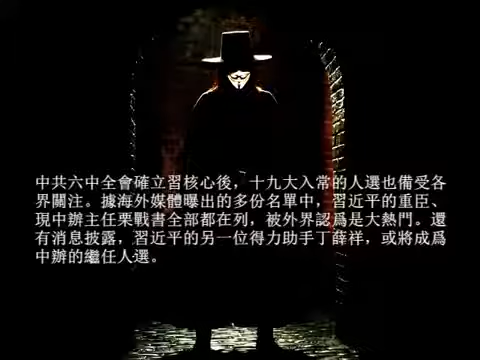 中共六中全會確立習核心後，十九大入常的人選也備受各
界關注。據海外媒體曝出的多份名單中，習近平的重臣、
現中辦主任栗戰書全部都在列，被外界認爲是大熱門。還
有消息披露，習近平的另一位得力助手丁薛祥，或將成爲
中辦的繼任人選。